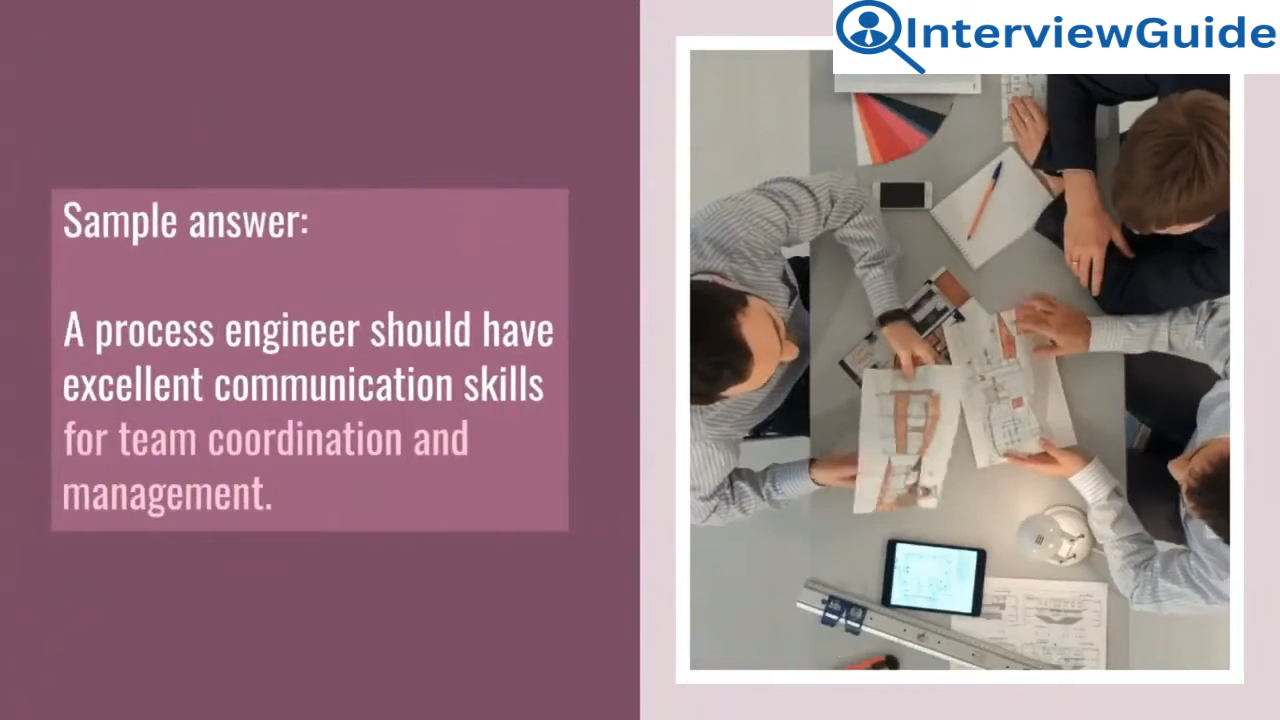 InterviewGuide
Sample answer:
A process engineer should have
excellent communication skills
for team coordination and
management.